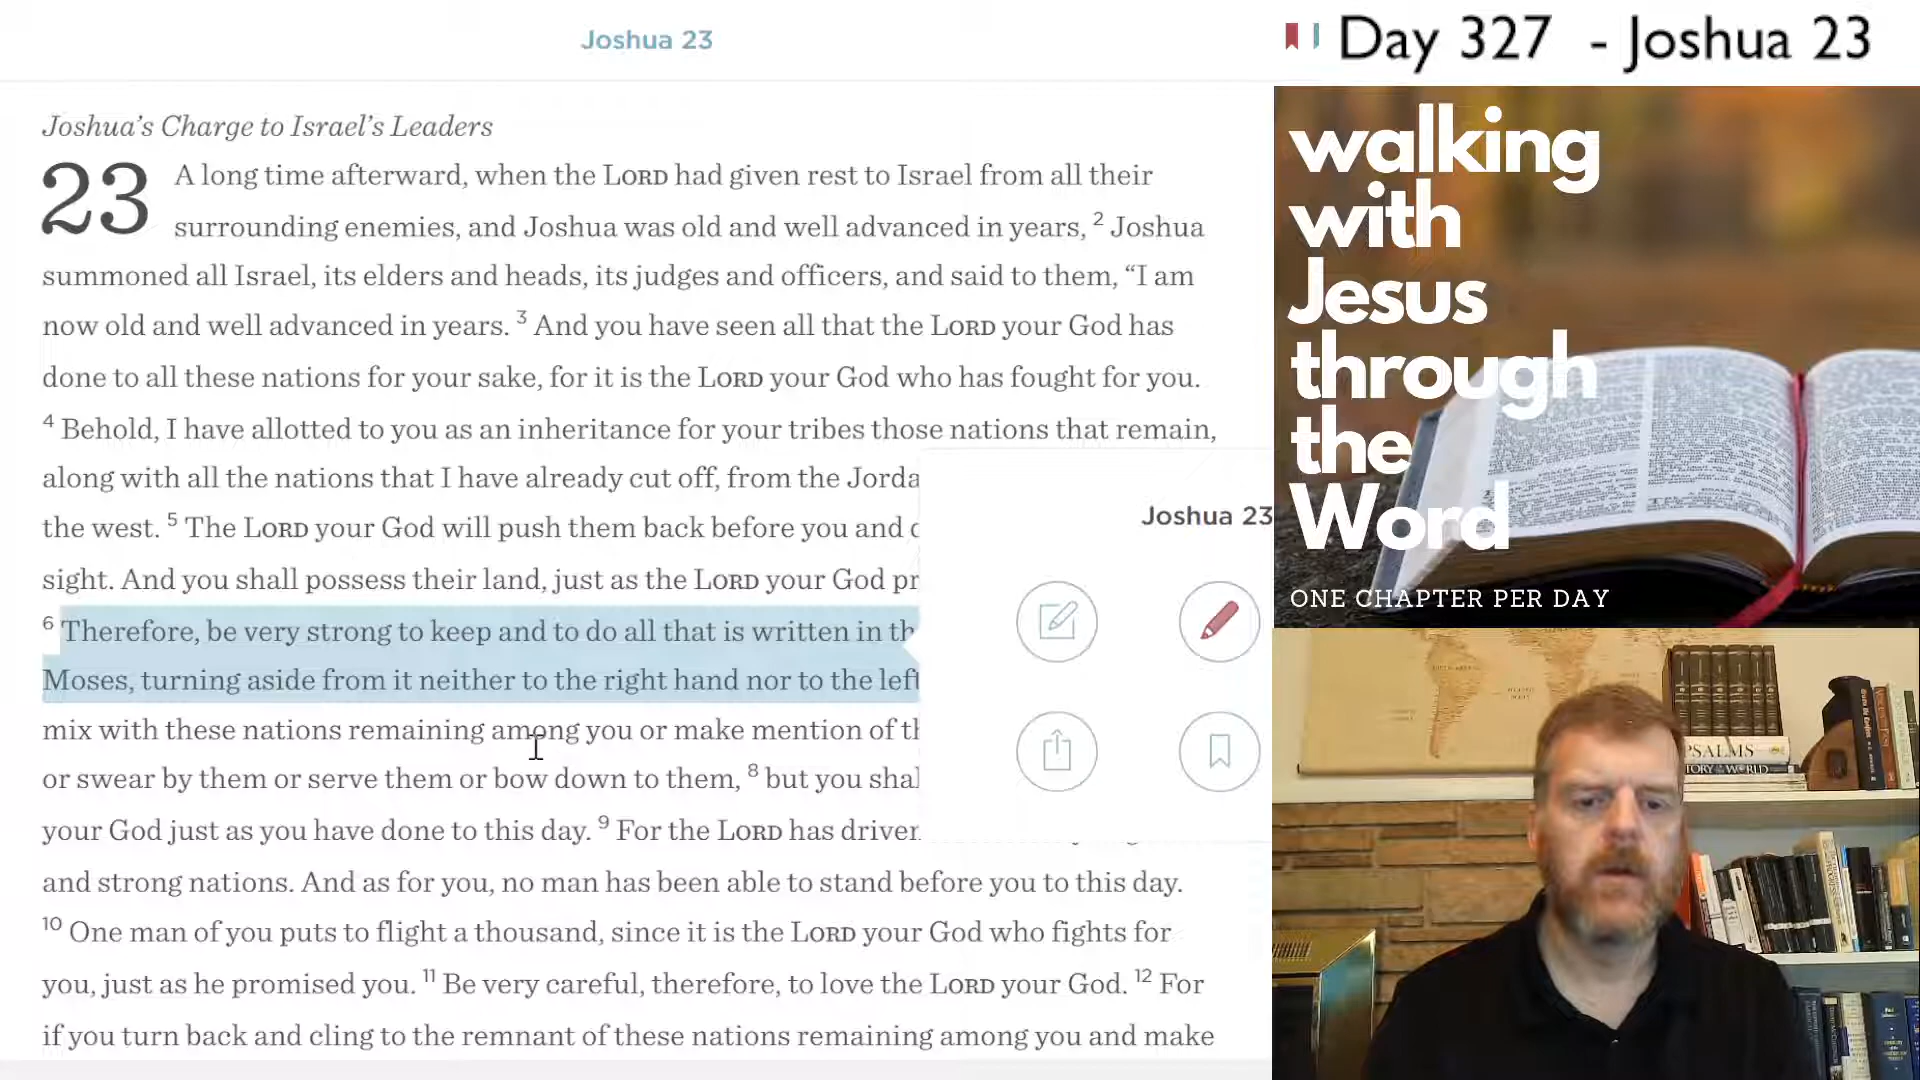 Joshua 23
Day 327 - Joshua 23
Joshua’s Charge to Israel’s Leaders
23 A long time afterward, when the LORD had given rest to Israel from all their
surrounding enemies, and Joshua was old and well advanced in years, 2 Joshua
summoned all Israel, its elders and heads, its judges and officers, and said to them, “I am
now old and well advanced in years. 3 And you have seen all that the LORD your God has
done to all these nations for your sake, for it is the LORD your God who has fought for you.
4 Behold, I have allotted to you as an inheritance for your tribes those nations that remain,
along with all the nations that I have already cut off, from the Jorda
the west. 5 The LORD your God will push them back before you and
sight. And you shall possess their land, just as the LORD your God pr
6 Therefore, be very strong to keep and to do all that is written in th
Moses, turning aside from it neither to the right hand nor to the left
mix with these nations remaining among you or make mention of th
or swear by them or serve them or bow down to them, 8 but you shal
your God just as you have done to this day. 9 For the LORD has driven
and strong nations. And as for you, no man has been able to stand before you to this day.
10 One man of you puts to flight a thousand, since it is the LORD your God who fights for
you, just as he promised you. 11 Be very careful, therefore, to love the LORD your God. 12 For
if you turn back and cling to the remnant of these nations remaining among you and make
Joshua 23
walking
with
Jesus
through
the
Word
ONE CHAPTER PER DAY
PSALMS